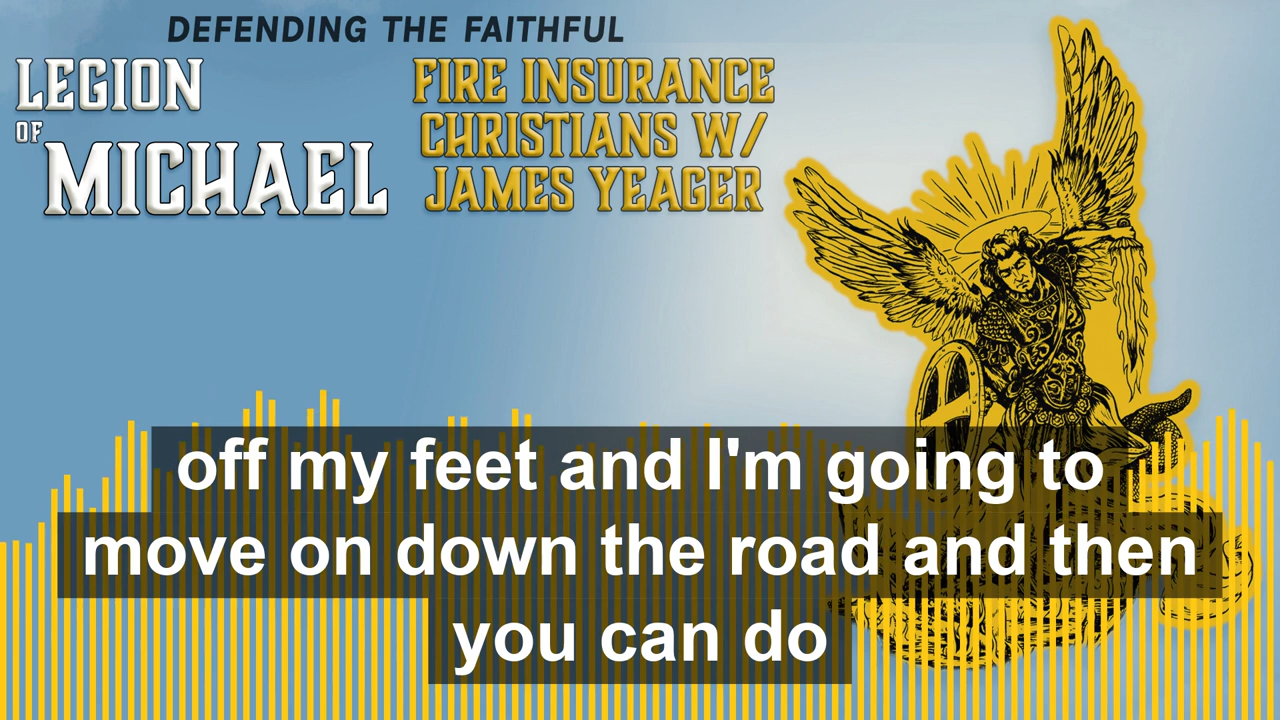 DEFENDING THE FAITHFUL
LEGION
OF
MICHAEL
FIRE INSURANCE
CHRISTIANS W/
JAMES YEAGER
off my feet and I'm going to
move on down the road and then
you can do